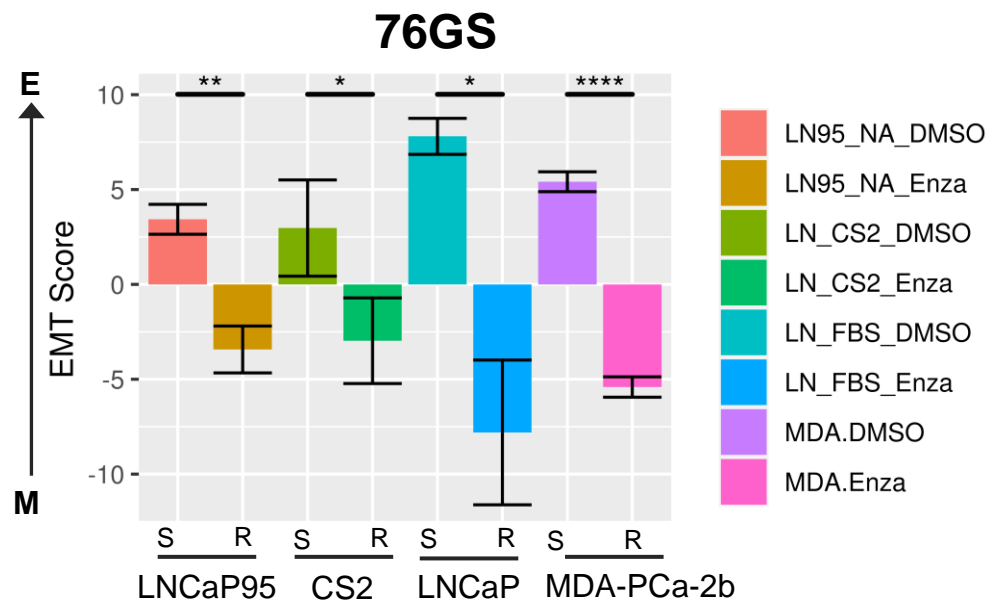 76GS
E
M
EMT Score
10
5
0
-5
-10
** * * ****
S R S R S R S R
LNCaP95 CS2 LNCaP MDA-PCa-2b
LN95_NA_DMSO
LN95_NA_Enza
LN_CS2_DMSO
LN_CS2_Enza
LN_FBS_DMSO
LN_FBS_Enza
MDA.DMSO
MDA.Enza